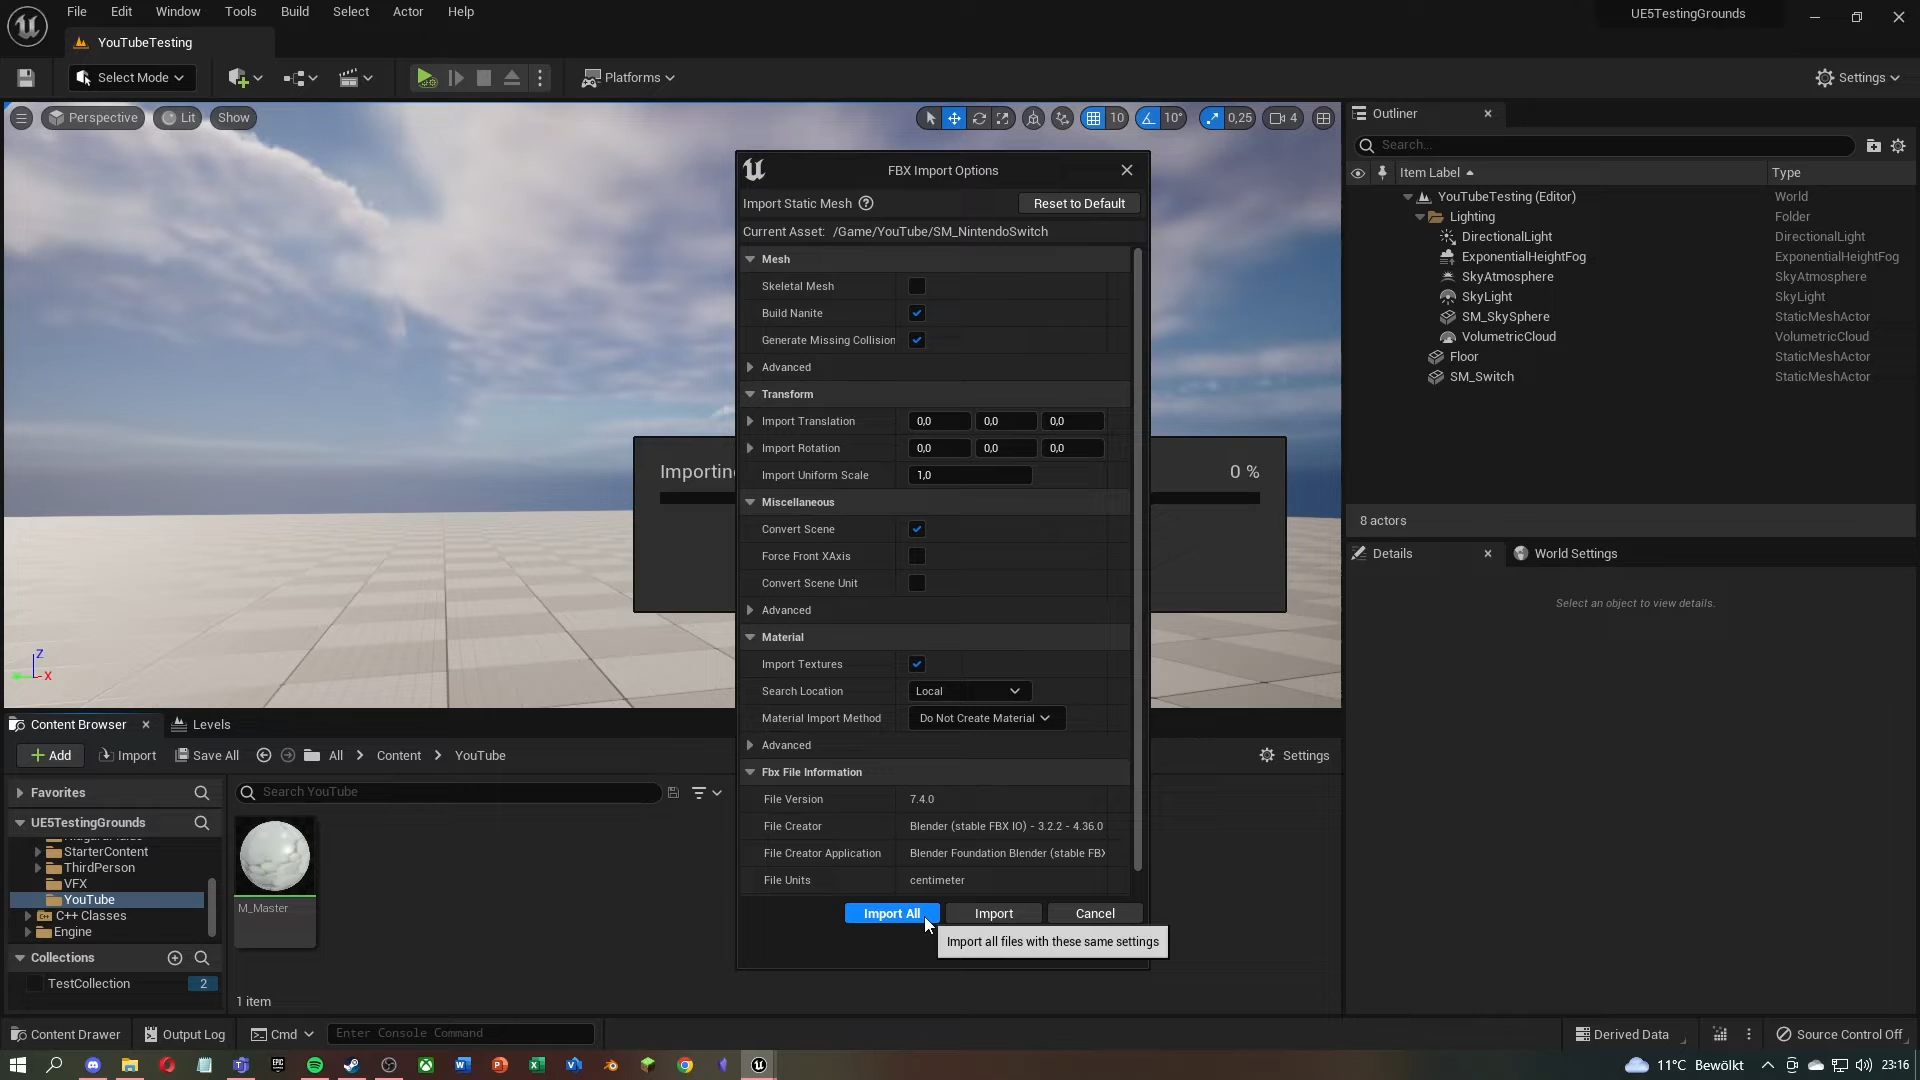 File Edit Window Tools Build Select Actor Help
UE5TestingGrounds
YouTubeTesting
Select Mode
Platforms
Settings
Perspective Lit Show
10 10° 0,25 4
Z
X
Importing
0 %
FBX Import Options
Import Static Mesh
Reset to Default
Current Asset: /Game/YouTube/SM_NintendoSwitch
Mesh
Skeletal Mesh
Build Nanite
Generate Missing Collision
Advanced
Transform
Import Translation 0,0 0,0 0,0
Import Rotation 0,0 0,0 0,0
Import Uniform Scale 1,0
Miscellaneous
Convert Scene
Force Front XAxis
Convert Scene Unit
Advanced
Material
Import Textures
Search Location Local
Material Import Method Do Not Create Material
Advanced
Fbx File Information
File Version 7.4.0
File Creator Blender (stable FBX IO) - 3.2.2 - 4.36.0
File Creator Application Blender Foundation Blender (stable FBX
File Units centimeter
Import All Import Cancel
Import all files with these same settings
Outliner
Search...
Item Label Type
YouTubeTesting (Editor) World
Lighting Folder
DirectionalLight DirectionalLight
ExponentialHeightFog ExponentialHeightFog
SkyAtmosphere SkyAtmosphere
SkyLight SkyLight
SM_SkySphere StaticMeshActor
VolumetricCloud VolumetricCloud
Floor StaticMeshActor
SM_Switch StaticMeshActor
8 actors
Details
World Settings
Select an object to view details.
Content Browser
Levels
Add Import Save All All Content YouTube
Settings
Favorites
Search YouTube
UE5TestingGrounds
StarterContent
ThirdPerson
VFX
YouTube
C++ Classes
Engine
M_Master
Collections
TestCollection 2
1 item
Content Drawer Output Log Cmd Enter Console Command
Derived Data
Source Control Off
11°C Bewölkt
23:16